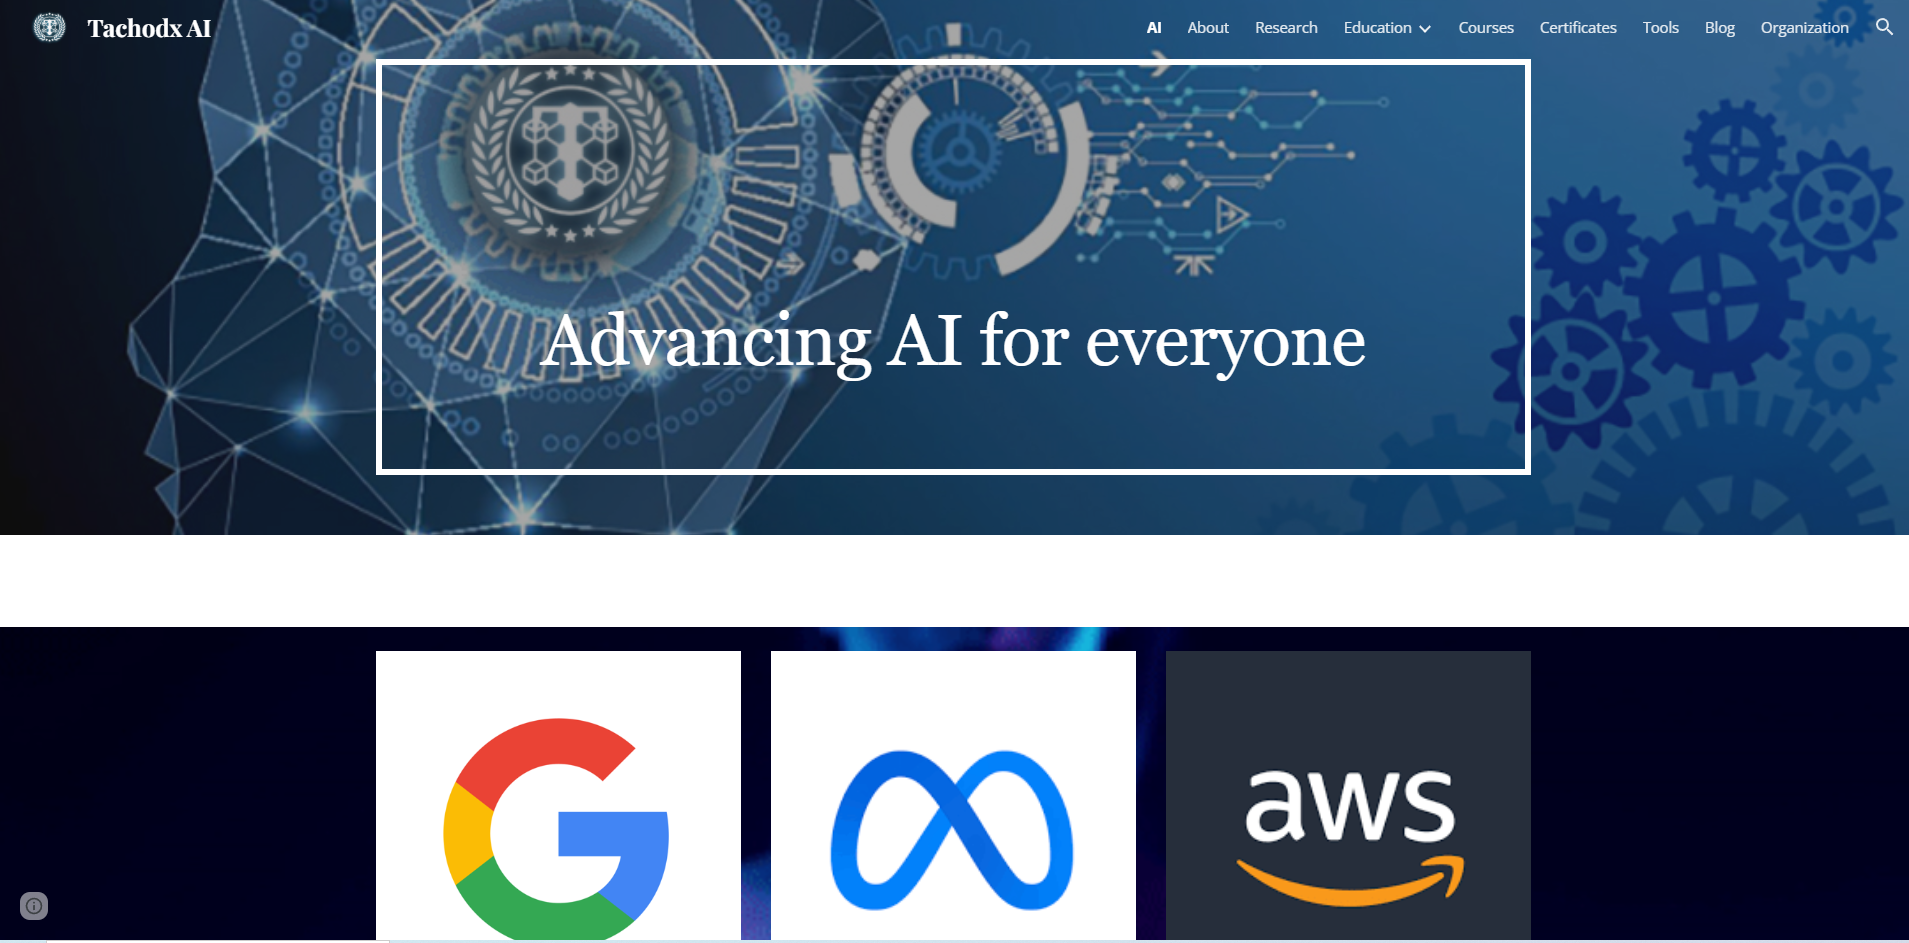 Tachodx AI
AI About Research Education Courses Certificates Tools Blog Organization
Advancing AI for everyone
aws